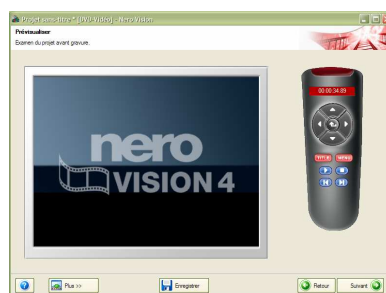 Projet sans-titre * [DVD-Vidéo] - Nero Vision
Prévisualiser
Examen du projet avant gravure.
00:00:34.89
nero
VISION 4
TITLE
MENU
Plus >>
Enregistrer
Retour
Suivant